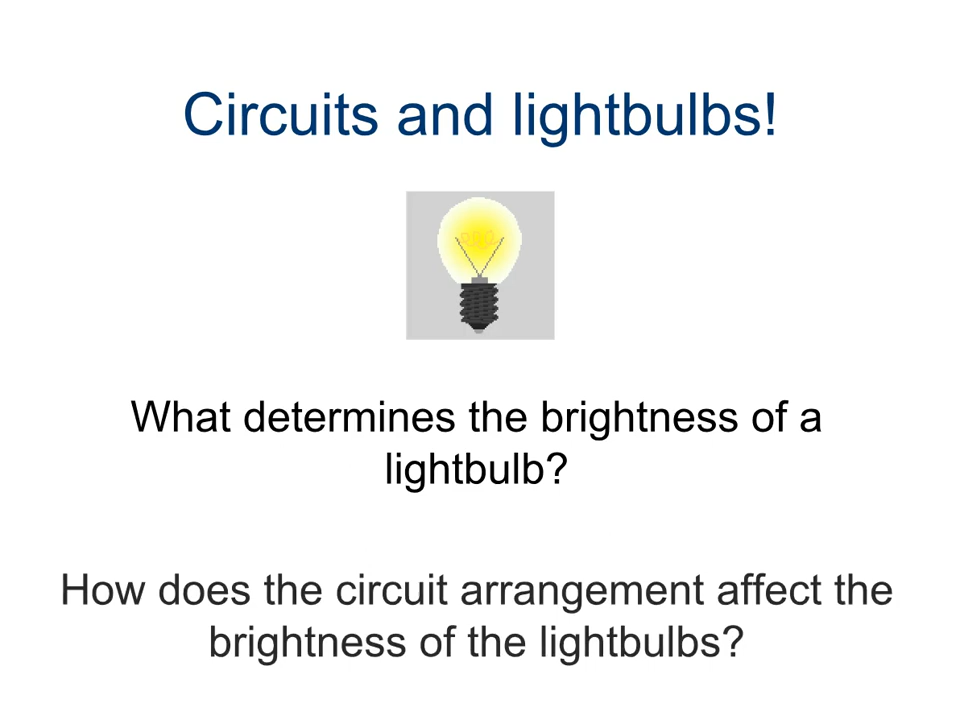 Circuits and lightbulbs!
What determines the brightness of a
lightbulb?
How does the circuit arrangement affect the
brightness of the lightbulbs?